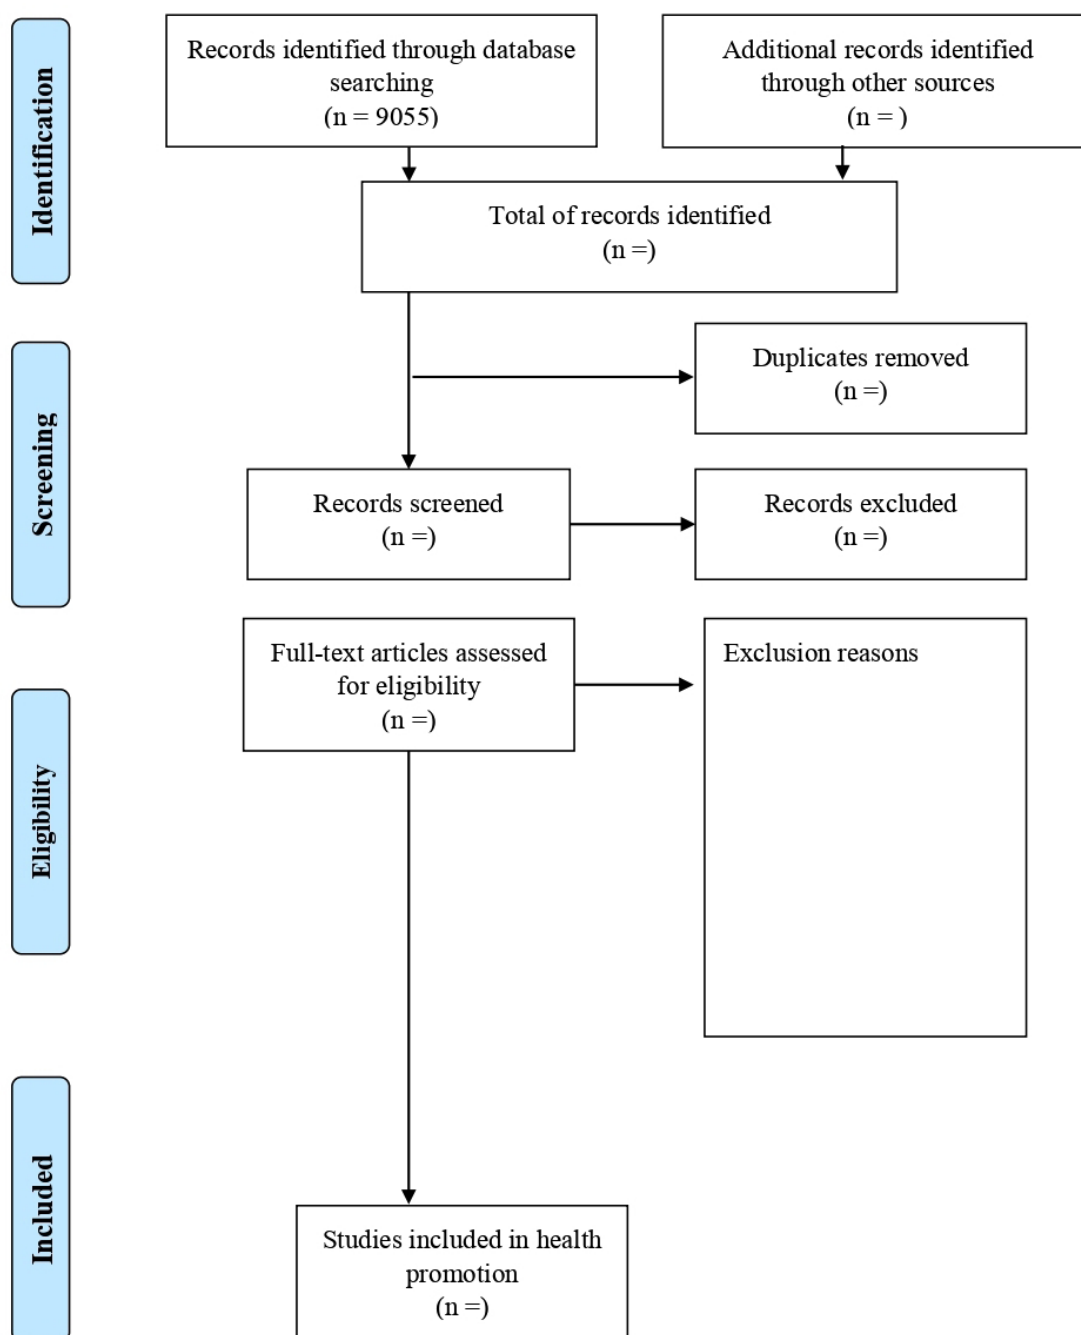 Identification
Records identified through database
searching
(n = 9055)
Additional records identified
through other sources
(n = )
Total of records identified
(n =)
Screening
Duplicates removed
(n =)
Records screened
(n =)
Records excluded
(n =)
Eligibility
Full-text articles assessed
for eligibility
(n =)
Exclusion reasons
Included
Studies included in health
promotion
(n =)